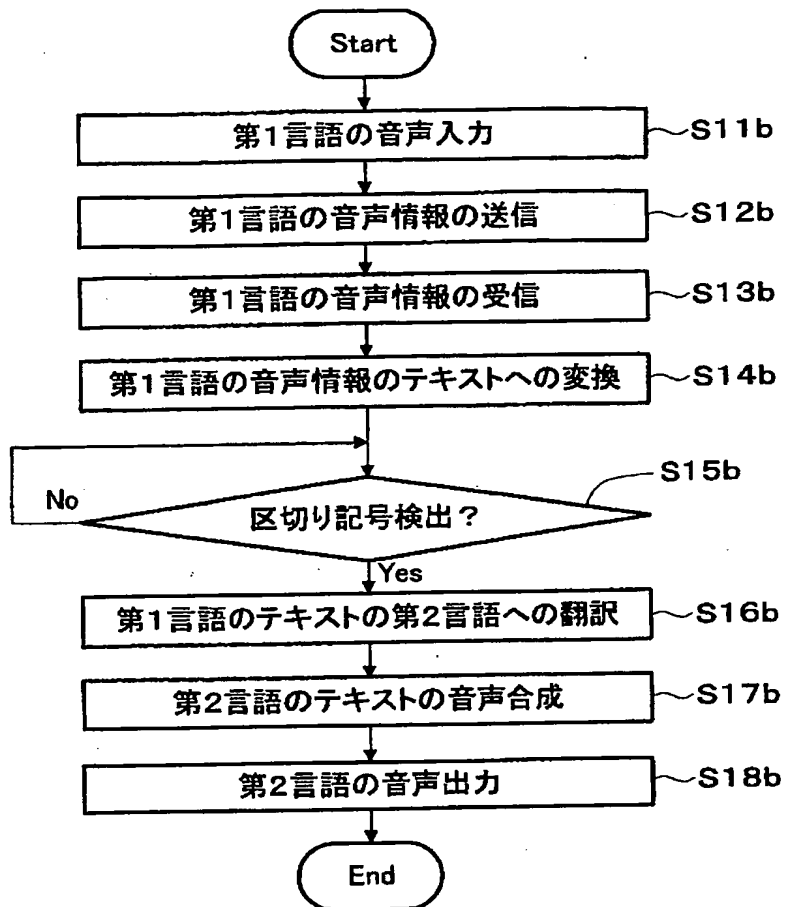 Start
第1言語の音声入力 S11b
第1言語の音声情報の送信 S12b
第1言語の音声情報の受信 S13b
第1言語の音声情報のテキストへの変換 S14b
S15b
No
区切り記号検出?
Yes
第1言語のテキストの第2言語への翻訳 S16b
第2言語のテキストの音声合成 S17b
第2言語の音声出力 S18b
End